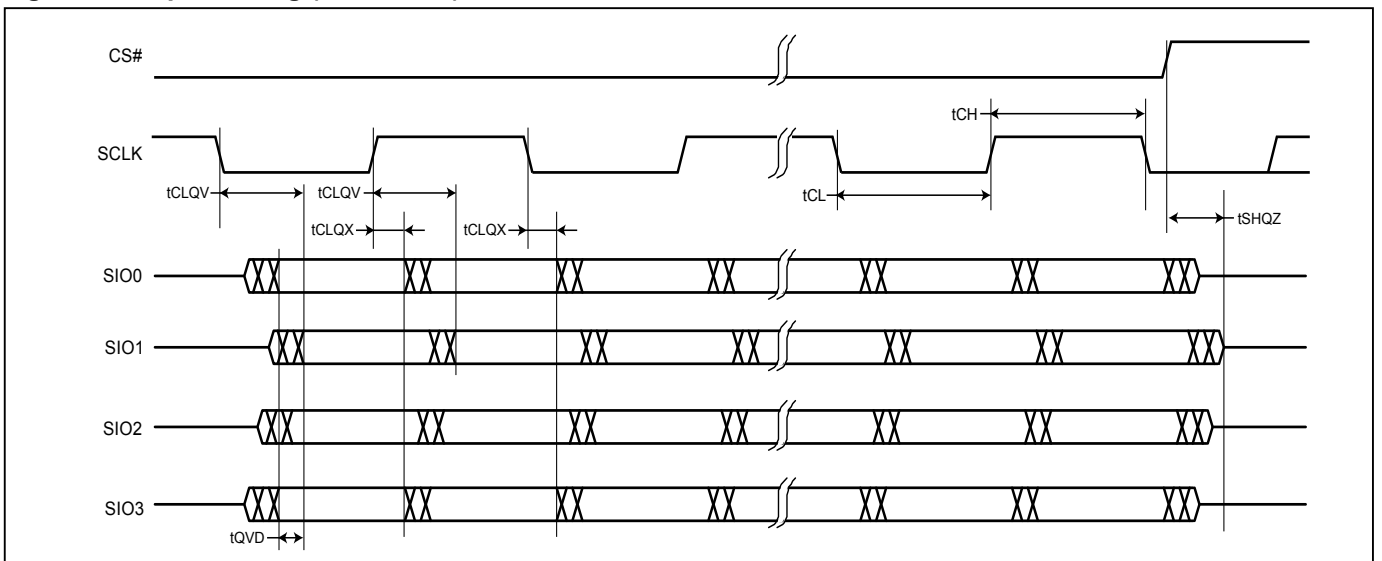 CS#
tCH
SCLK
tCLQV
tCLQV
tCL
tSHQZ
tCLQX
tCLQX
SIO0
SIO1
SIO2
SIO3
tQVD